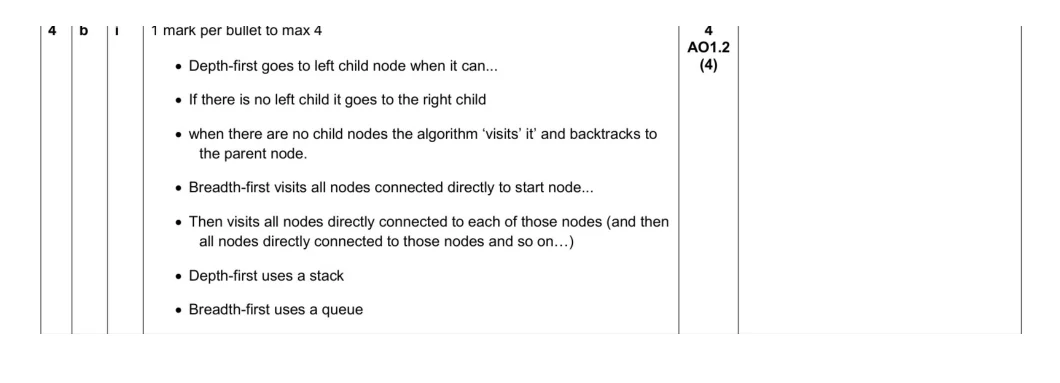 4 b i 1 mark per bullet to max 4 4
AO1.2
• Depth-first goes to left child node when it can... (4)
• If there is no left child it goes to the right child
• when there are no child nodes the algorithm ‘visits’ it’ and backtracks to
the parent node.
• Breadth-first visits all nodes connected directly to start node...
• Then visits all nodes directly connected to each of those nodes (and then
all nodes directly connected to those nodes and so on…)
• Depth-first uses a stack
• Breadth-first uses a queue